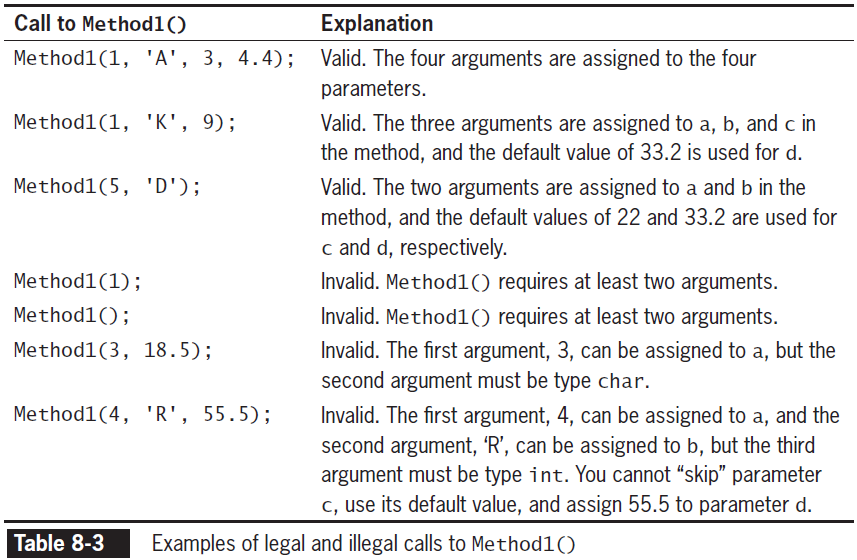 Call to Method1() Explanation
Method1(1, 'A', 3, 4.4); Valid. The four arguments are assigned to the four
parameters.
Method1(1, 'K', 9); Valid. The three arguments are assigned to a, b, and c in
the method, and the default value of 33.2 is used for d.
Method1(5, 'D'); Valid. The two arguments are assigned to a and b in the
method, and the default values of 22 and 33.2 are used for
c and d, respectively.
Method1(1); Invalid. Method1() requires at least two arguments.
Method1(); Invalid. Method1() requires at least two arguments.
Method1(3, 18.5); Invalid. The first argument, 3, can be assigned to a, but the
second argument must be type char.
Method1(4, 'R', 55.5); Invalid. The first argument, 4, can be assigned to a, and the
second argument, ‘R’, can be assigned to b, but the third
argument must be type int. You cannot “skip” parameter
c, use its default value, and assign 55.5 to parameter d.
Table 8-3 Examples of legal and illegal calls to Method1()